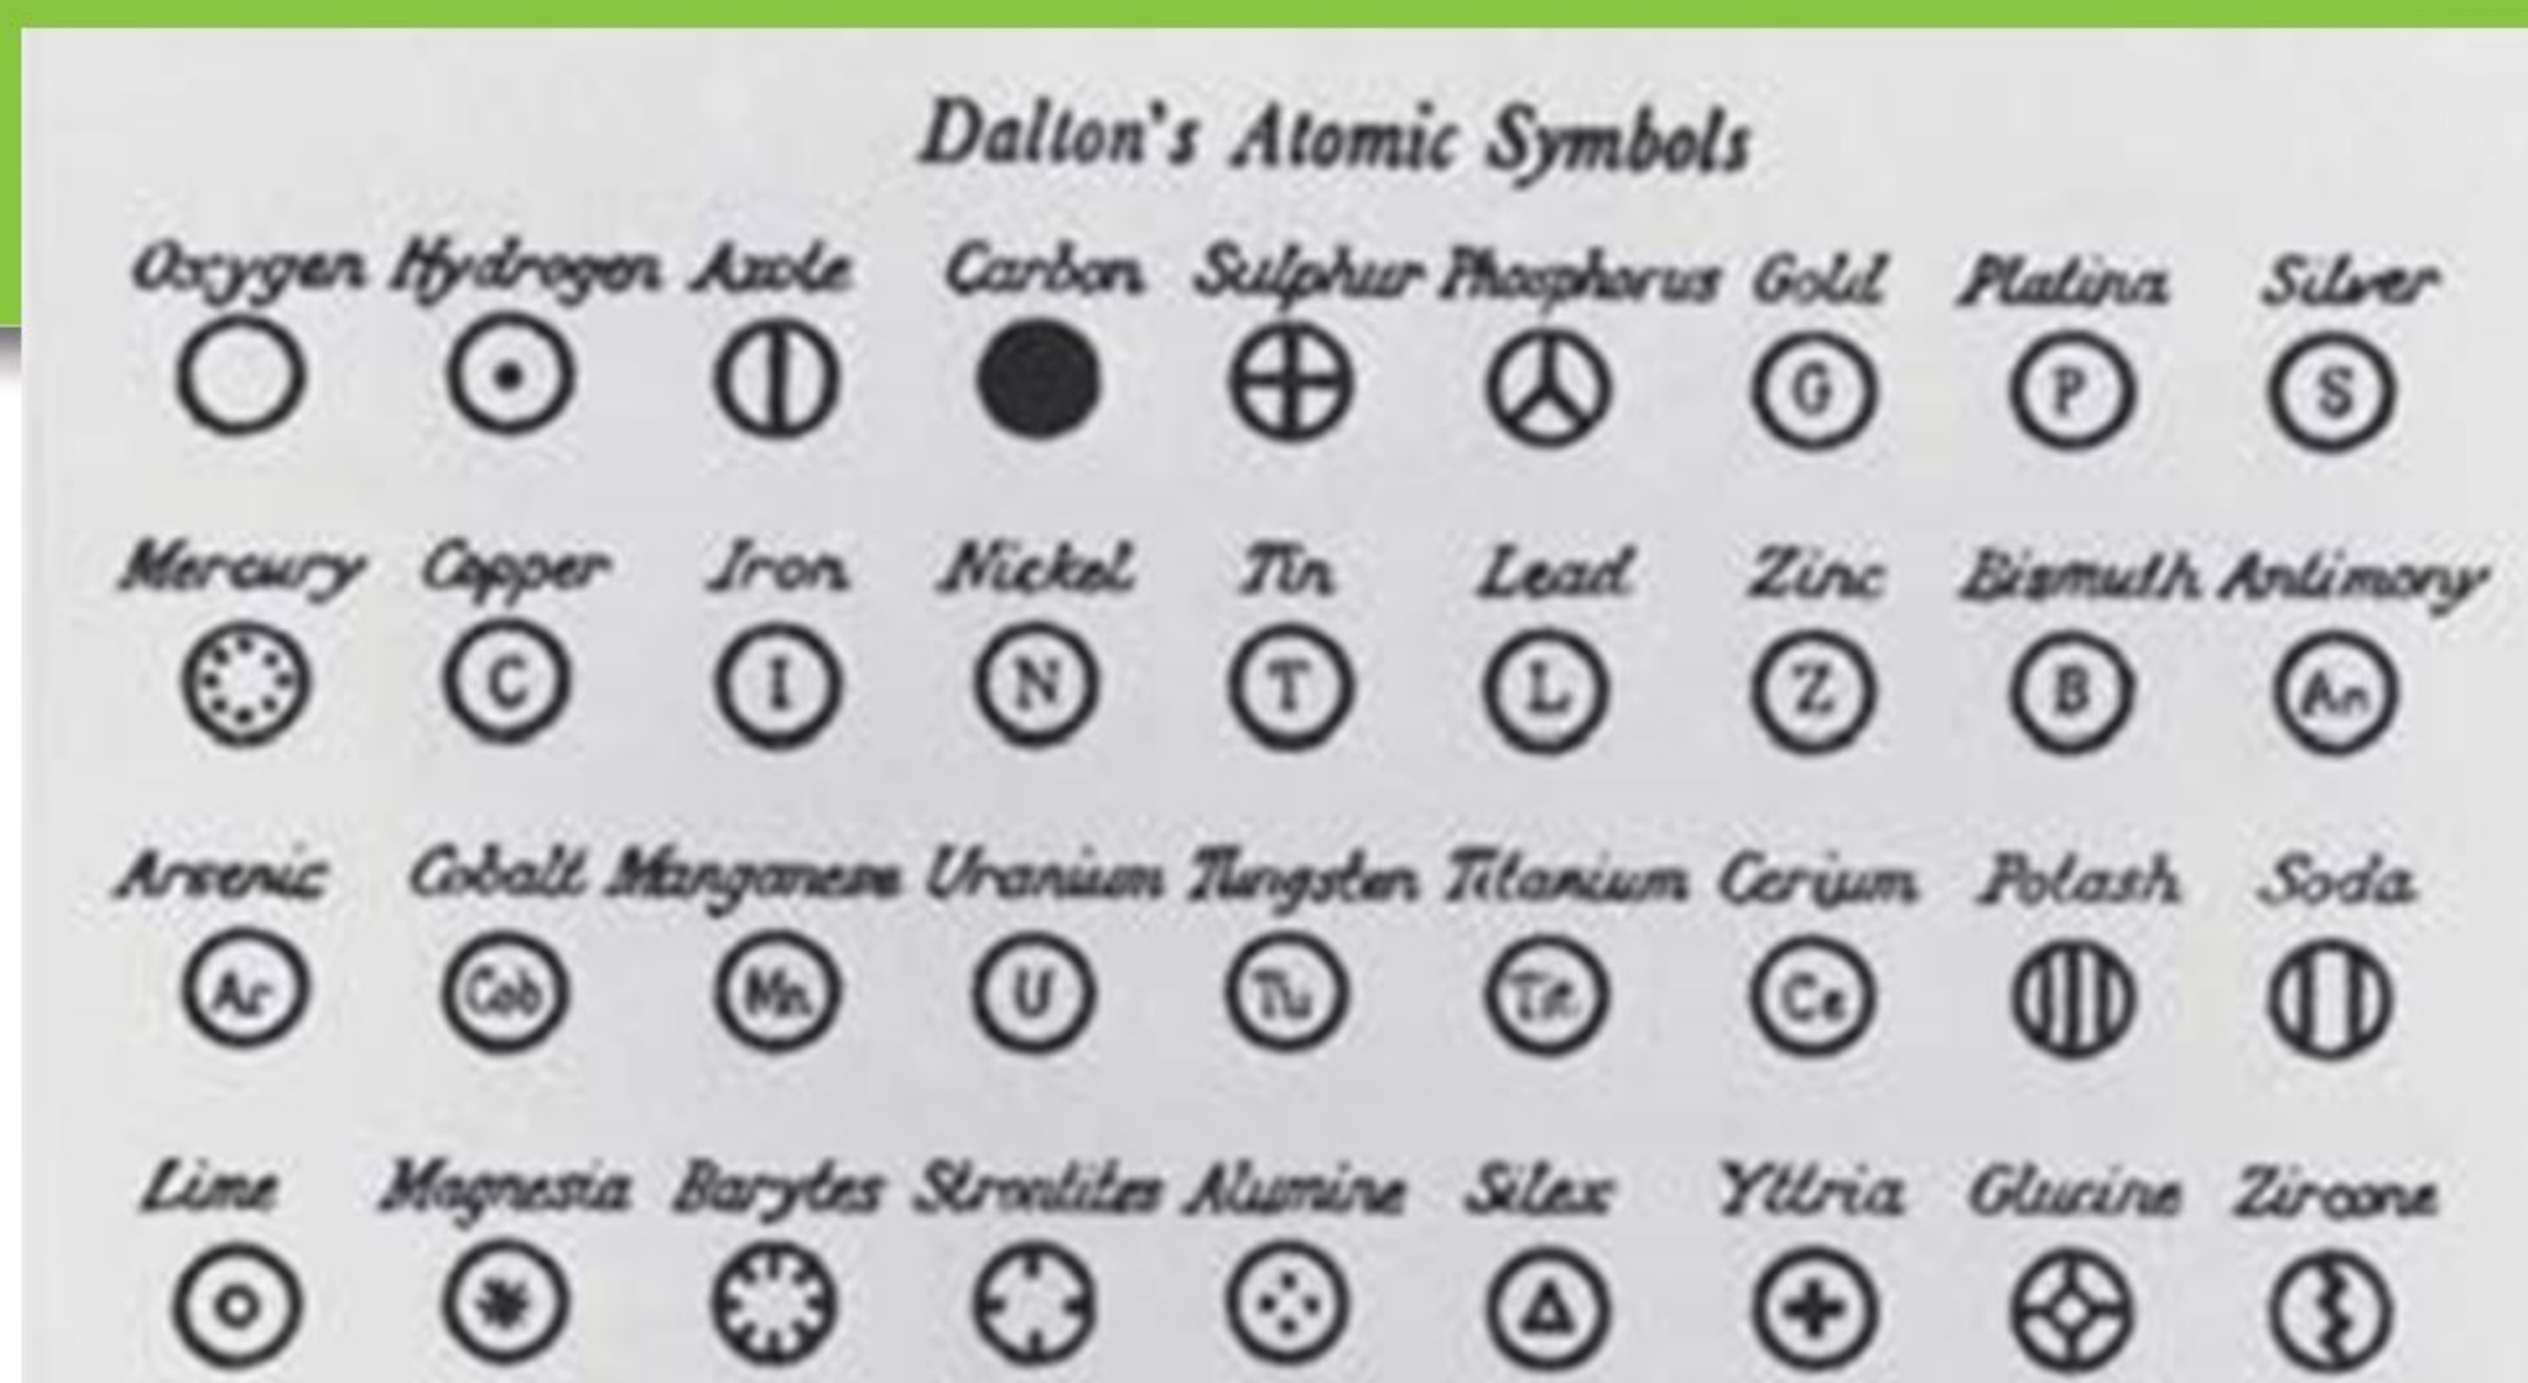 Dalton's Atomic Symbols
Oxygen Hydrogen Azote Carbon Sulphur Phosphorus Gold Platina Silver
G P S
Mercury Copper Iron Nickel Tin Lead Zinc Bismuth Antimony
C I N T L Z B An
Arsenic Cobalt Manganese Uranium Tungsten Titanium Cerium Potash Soda
Ar Cob Mn U Tu Tit Ce
Lime Magnesia Barytes Strontites Alumine Silex Yttria Glucine Zircone